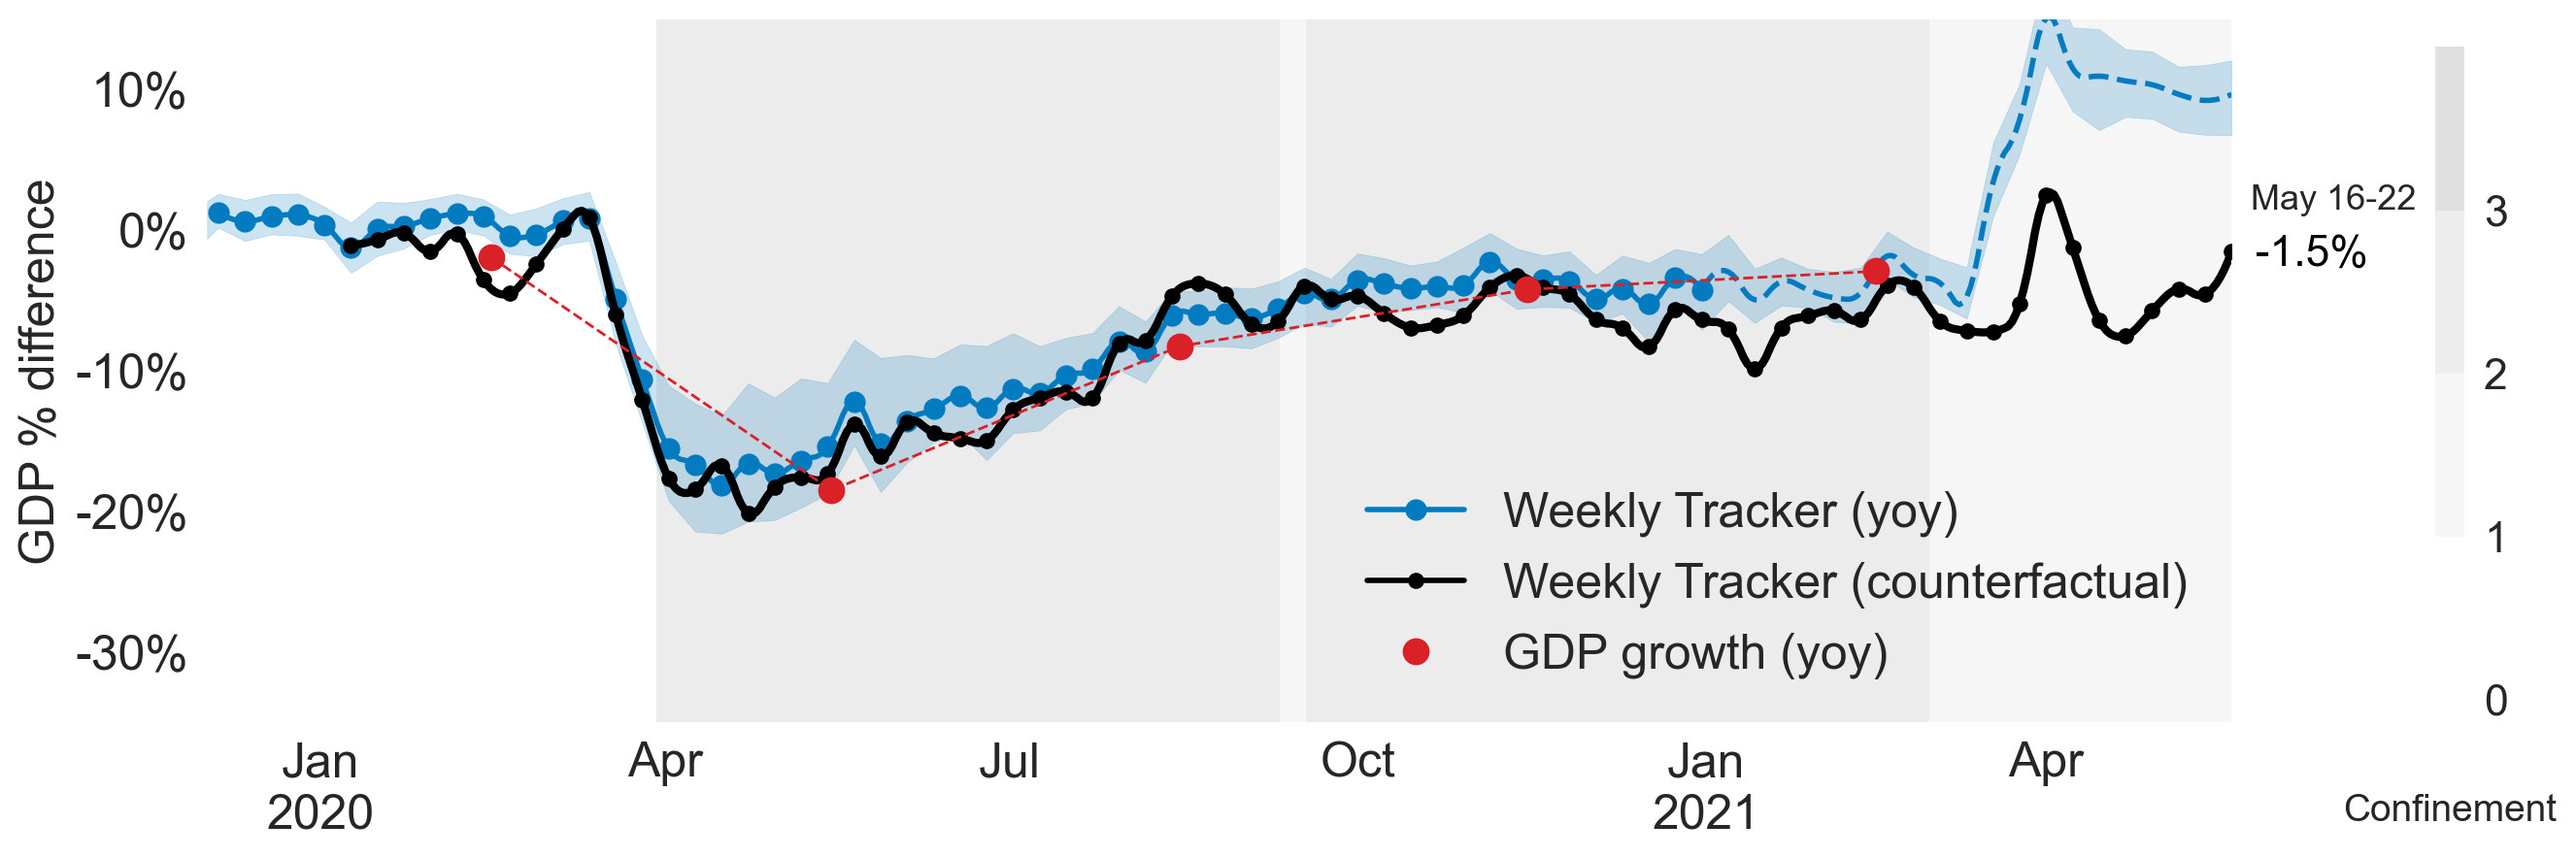 GDP % difference
10%
0%
-10%
-20%
-30%
Jan
2020
Apr
Jul
Oct
Jan
2021
Apr
Weekly Tracker (yoy)
Weekly Tracker (counterfactual)
GDP growth (yoy)
May 16-22
-1.5%
3
2
1
0
Confinement